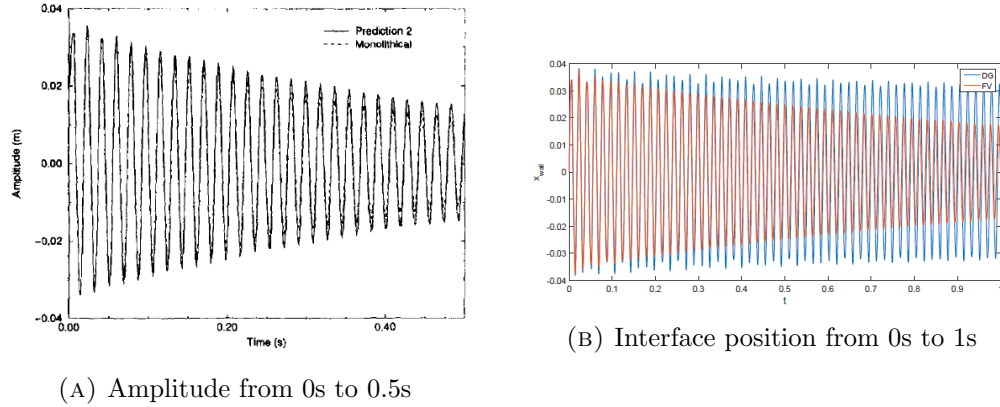 0.04
0.02
0.00
−0.02
−0.04
Amplitude (m)
Prediction 2
Monolithical
0.00
0.20
0.40
Time (s)
(A) Amplitude from 0s to 0.5s
0.04
0.03
0.02
0.01
0
-0.01
-0.02
-0.03
-0.04
x_wall
DG
FV
0
0.1
0.2
0.3
0.4
0.5
0.6
0.7
0.8
0.9
1
t
(B) Interface position from 0s to 1s